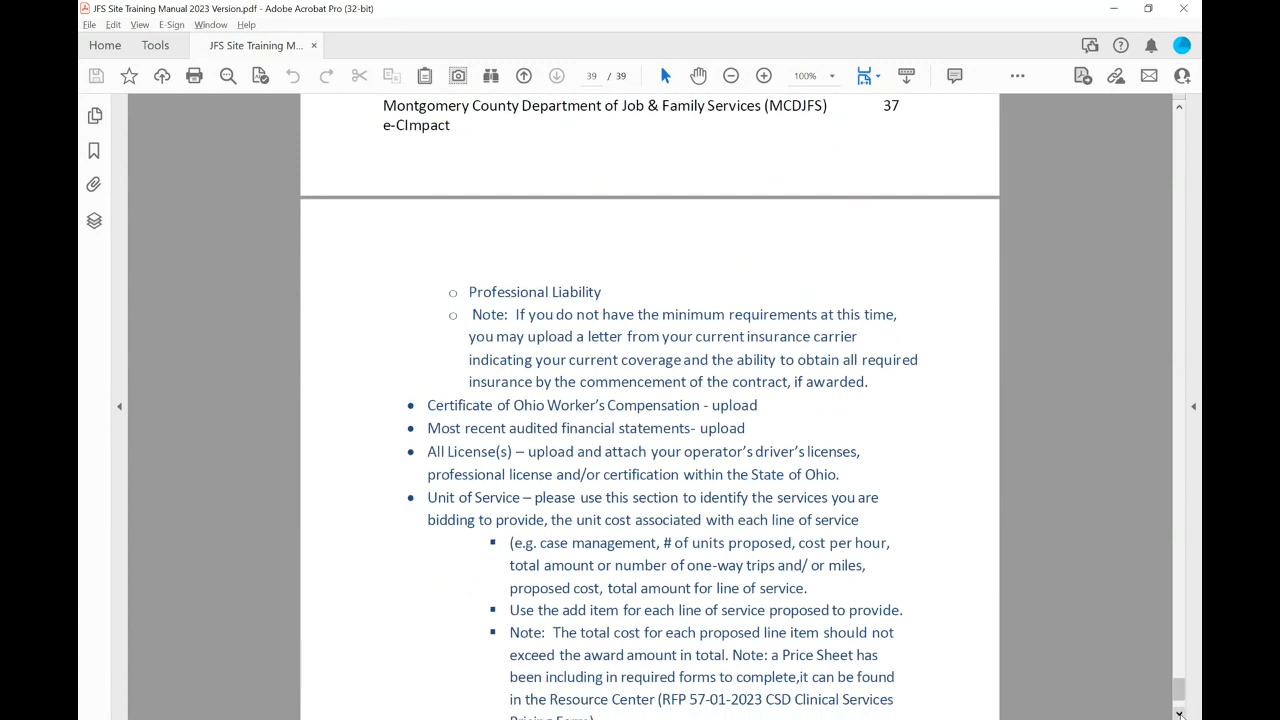 JFS Site Training Manual 2023 Version.pdf - Adobe Acrobat Pro (32-bit)
File Edit View E-Sign Window Help
Home Tools JFS Site Training M... ×
39 / 39 100%
Montgomery County Department of Job & Family Services (MCDJFS) 37
e-CImpact
o Professional Liability
o Note: If you do not have the minimum requirements at this time,
you may upload a letter from your current insurance carrier
indicating your current coverage and the ability to obtain all required
insurance by the commencement of the contract, if awarded.
• Certificate of Ohio Worker’s Compensation - upload
• Most recent audited financial statements- upload
• All License(s) – upload and attach your operator’s driver’s licenses,
professional license and/or certification within the State of Ohio.
• Unit of Service – please use this section to identify the services you are
bidding to provide, the unit cost associated with each line of service
▪ (e.g. case management, # of units proposed, cost per hour,
total amount or number of one-way trips and/ or miles,
proposed cost, total amount for line of service.
▪ Use the add item for each line of service proposed to provide.
▪ Note: The total cost for each proposed line item should not
exceed the award amount in total. Note: a Price Sheet has
been including in required forms to complete,it can be found
in the Resource Center (RFP 57-01-2023 CSD Clinical Services
Pricing Form)